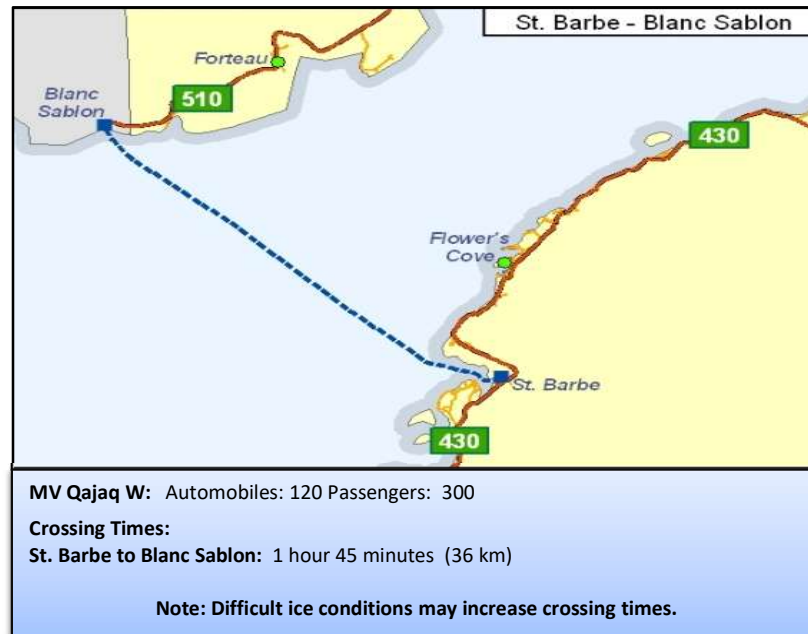 St. Barbe - Blanc Sablon
Forteau
510
Blanc
Sablon
430
Flower's
Cove
St. Barbe
430
MV Qajaq W: Automobiles: 120 Passengers: 300
Crossing Times:
St. Barbe to Blanc Sablon: 1 hour 45 minutes (36 km)
Note: Difficult ice conditions may increase crossing times.